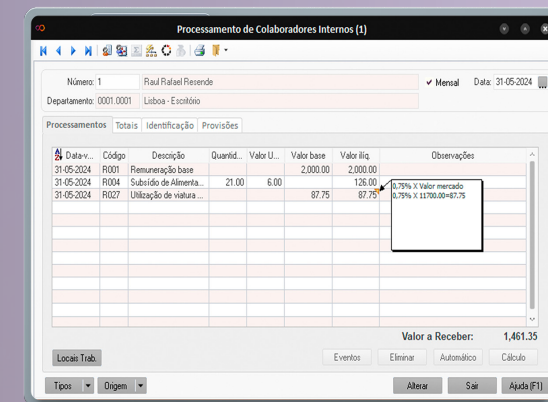 Processamento de Colaboradores Internos (1)
Número: 1 Raul Rafael Resende Mensal Data: 31-05-2024 ...
Departamento: 0001.0001 Lisboa - Escritório
Processamentos Totais Identificação Provisões
Data-v... Código Descrição Quantid... Valor U... Valor base Valor ilíq. Observações
31-05-2024 R001 Remuneração base 2,000.00 2,000.00
31-05-2024 R004 Subsídio de Alimenta... 21.00 6.00 126.00
31-05-2024 R027 Utilização de viatura ... 87.75 87.75
0,75% X Valor mercado
0,75% X 11700.00=87.75
Valor a Receber: 1,461.35
Locais Trab. Eventos Eliminar Automático Cálculo
Tipos Origem Alterar Sair Ajuda (F1)